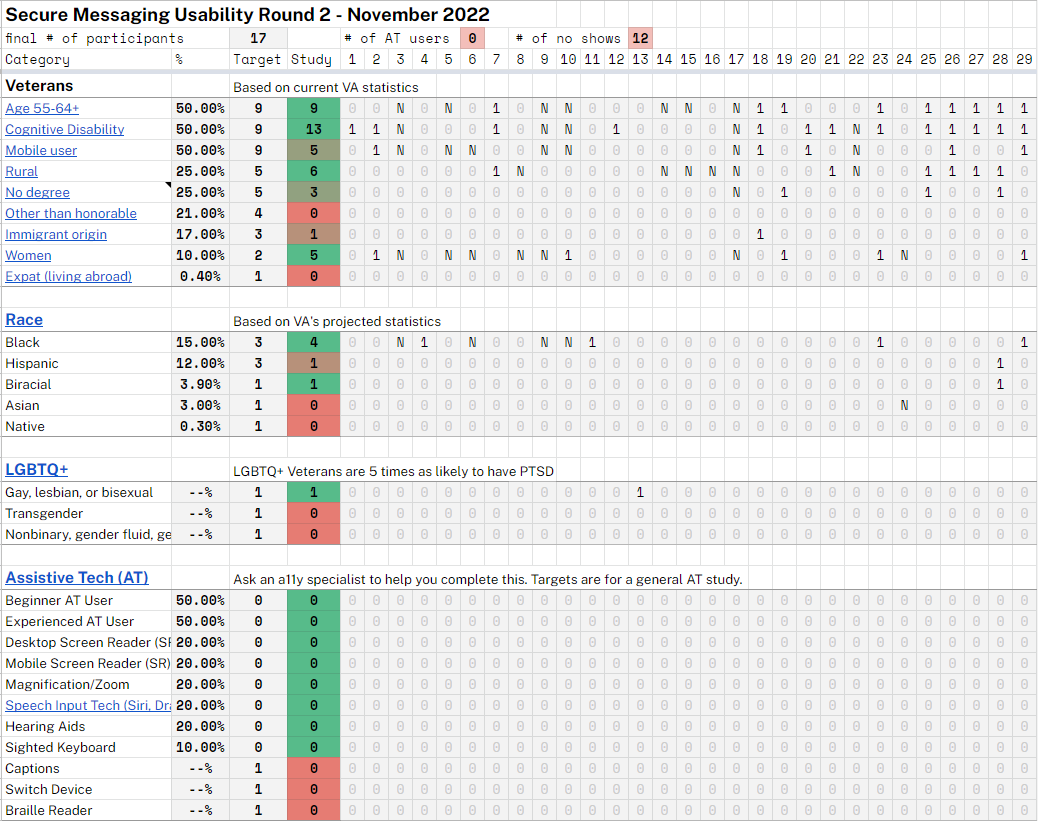 Secure Messaging Usability Round 2 - November 2022
final # of participants 17 # of AT users 0 # of no shows 12
Category % Target Study 1 2 3 4 5 6 7 8 9 10 11 12 13 14 15 16 17 18 19 20 21 22 23 24 25 26 27 28 29
Veterans Based on current VA statistics
Age 55-64+ 50.00% 9 9 0 0 N 0 N 0 1 0 N N 0 0 0 N N 0 N 1 1 0 0 0 1 0 1 1 1 1 1
Cognitive Disability 50.00% 9 13 1 1 N 0 0 0 1 0 N N 0 1 0 0 0 0 N 1 0 1 1 N 1 0 1 1 1 1 1
Mobile user 50.00% 9 5 0 1 N 0 N N 0 0 N N 0 0 0 0 0 0 N 1 0 1 0 N 0 0 0 1 0 0 1
Rural 25.00% 5 6 0 0 0 0 0 0 1 N 0 0 0 0 0 N N N N 0 0 0 1 N 0 0 1 1 1 1 0
No degree 25.00% 5 3 0 0 0 0 0 0 0 0 0 0 0 0 0 0 0 0 N 0 1 0 0 0 0 0 1 0 0 1 0
Other than honorable 21.00% 4 0 0 0 0 0 0 0 0 0 0 0 0 0 0 0 0 0 0 0 0 0 0 0 0 0 0 0 0 0 0
Immigrant origin 17.00% 3 1 0 0 0 0 0 0 0 0 0 0 0 0 0 0 0 0 0 1 0 0 0 0 0 0 0 0 0 0 0
Women 10.00% 2 5 0 1 N 0 N N 0 N N 1 0 0 0 0 0 0 N 0 1 0 0 0 1 N 0 0 0 0 1
Expat (living abroad) 0.40% 1 0 0 0 0 0 0 0 0 0 0 0 0 0 0 0 0 0 0 0 0 0 0 0 0 0 0 0 0 0 0
Race Based on VA's projected statistics
Black 15.00% 3 4 0 0 N 1 0 N 0 0 N N 1 0 0 0 0 0 0 0 0 0 0 0 1 0 0 0 0 0 1
Hispanic 12.00% 3 1 0 0 0 0 0 0 0 0 0 0 0 0 0 0 0 0 0 0 0 0 0 0 0 0 0 0 0 1 0
Biracial 3.90% 1 1 0 0 0 0 0 0 0 0 0 0 0 0 0 0 0 0 0 0 0 0 0 0 0 0 0 0 0 1 0
Asian 3.00% 1 0 0 0 0 0 0 0 0 0 0 0 0 0 0 0 0 0 0 0 0 0 0 0 0 N 0 0 0 0 0
Native 0.30% 1 0 0 0 0 0 0 0 0 0 0 0 0 0 0 0 0 0 0 0 0 0 0 0 0 0 0 0 0 0 0
LGBTQ+ LGBTQ+ Veterans are 5 times as likely to have PTSD
Gay, lesbian, or bisexual --% 1 1 0 0 0 0 0 0 0 0 0 0 0 0 1 0 0 0 0 0 0 0 0 0 0 0 0 0 0 0 0
Transgender --% 1 0 0 0 0 0 0 0 0 0 0 0 0 0 0 0 0 0 0 0 0 0 0 0 0 0 0 0 0 0 0
Nonbinary, gender fluid, ge --% 1 0 0 0 0 0 0 0 0 0 0 0 0 0 0 0 0 0 0 0 0 0 0 0 0 0 0 0 0 0 0
Assistive Tech (AT) Ask an a11y specialist to help you complete this. Targets are for a general AT study.
Beginner AT User 50.00% 0 0 0 0 0 0 0 0 0 0 0 0 0 0 0 0 0 0 0 0 0 0 0 0 0 0 0 0 0 0 0
Experienced AT User 50.00% 0 0 0 0 0 0 0 0 0 0 0 0 0 0 0 0 0 0 0 0 0 0 0 0 0 0 0 0 0 0 0
Desktop Screen Reader (SR 20.00% 0 0 0 0 0 0 0 0 0 0 0 0 0 0 0 0 0 0 0 0 0 0 0 0 0 0 0 0 0 0 0
Mobile Screen Reader (SR) 20.00% 0 0 0 0 0 0 0 0 0 0 0 0 0 0 0 0 0 0 0 0 0 0 0 0 0 0 0 0 0 0 0
Magnification/Zoom 20.00% 0 0 0 0 0 0 0 0 0 0 0 0 0 0 0 0 0 0 0 0 0 0 0 0 0 0 0 0 0 0 0
Speech Input Tech (Siri, Dra 20.00% 0 0 0 0 0 0 0 0 0 0 0 0 0 0 0 0 0 0 0 0 0 0 0 0 0 0 0 0 0 0 0
Hearing Aids 20.00% 0 0 0 0 0 0 0 0 0 0 0 0 0 0 0 0 0 0 0 0 0 0 0 0 0 0 0 0 0 0 0
Sighted Keyboard 10.00% 0 0 0 0 0 0 0 0 0 0 0 0 0 0 0 0 0 0 0 0 0 0 0 0 0 0 0 0 0 0 0
Captions --% 1 0 0 0 0 0 0 0 0 0 0 0 0 0 0 0 0 0 0 0 0 0 0 0 0 0 0 0 0 0 0
Switch Device --% 1 0 0 0 0 0 0 0 0 0 0 0 0 0 0 0 0 0 0 0 0 0 0 0 0 0 0 0 0 0 0
Braille Reader --% 1 0 0 0 0 0 0 0 0 0 0 0 0 0 0 0 0 0 0 0 0 0 0 0 0 0 0 0 0 0 0